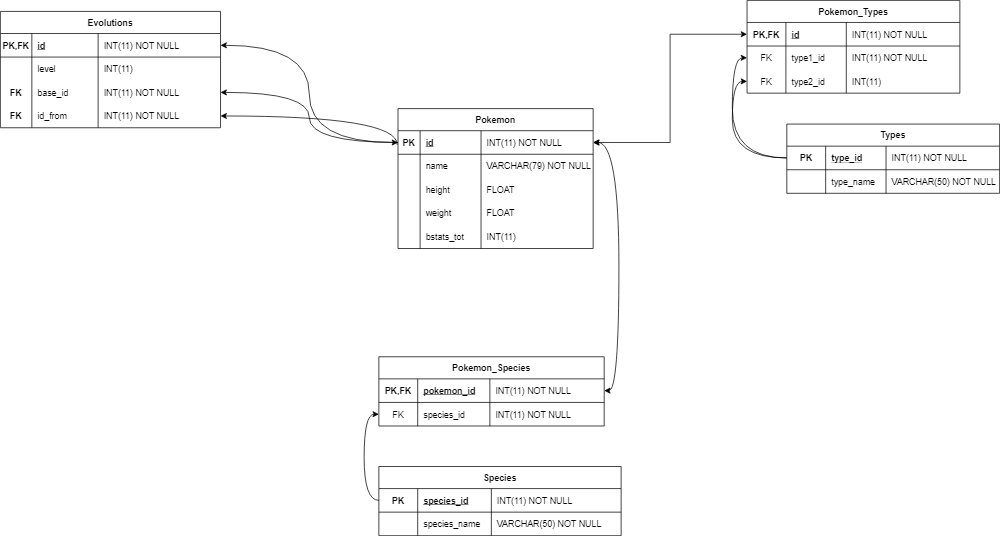 Evolutions
PK,FK id INT(11) NOT NULL
level INT(11)
FK base_id INT(11) NOT NULL
FK id_from INT(11) NOT NULL
Pokemon
PK id INT(11) NOT NULL
name VARCHAR(79) NOT NULL
height FLOAT
weight FLOAT
bstats_tot INT(11)
Pokemon_Types
PK,FK id INT(11) NOT NULL
FK type1_id INT(11) NOT NULL
FK type2_id INT(11)
Types
PK type_id INT(11) NOT NULL
type_name VARCHAR(50) NOT NULL
Pokemon_Species
PK,FK pokemon_id INT(11) NOT NULL
FK species_id INT(11) NOT NULL
Species
PK species_id INT(11) NOT NULL
species_name VARCHAR(50) NOT NULL